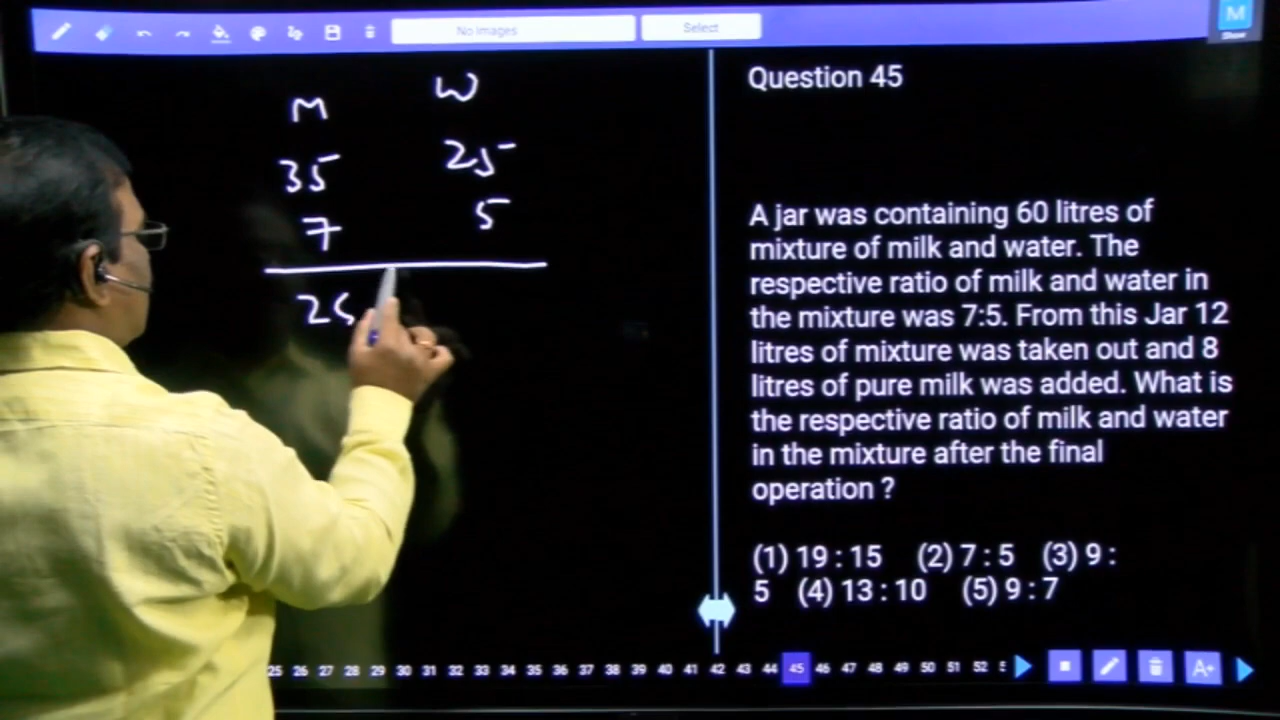 No Images Select
M
Show
M W
35 25
7 5
25
Question 45
A jar was containing 60 litres of
mixture of milk and water. The
respective ratio of milk and water in
the mixture was 7:5. From this Jar 12
litres of mixture was taken out and 8
litres of pure milk was added. What is
the respective ratio of milk and water
in the mixture after the final
operation ?
(1) 19 : 15 (2) 7 : 5 (3) 9 :
5 (4) 13 : 10 (5) 9 : 7
25 26 27 28 29 30 31 32 33 34 35 36 37 38 39 40 41 42 43 44 45 46 47 48 49 50 51 52 A+